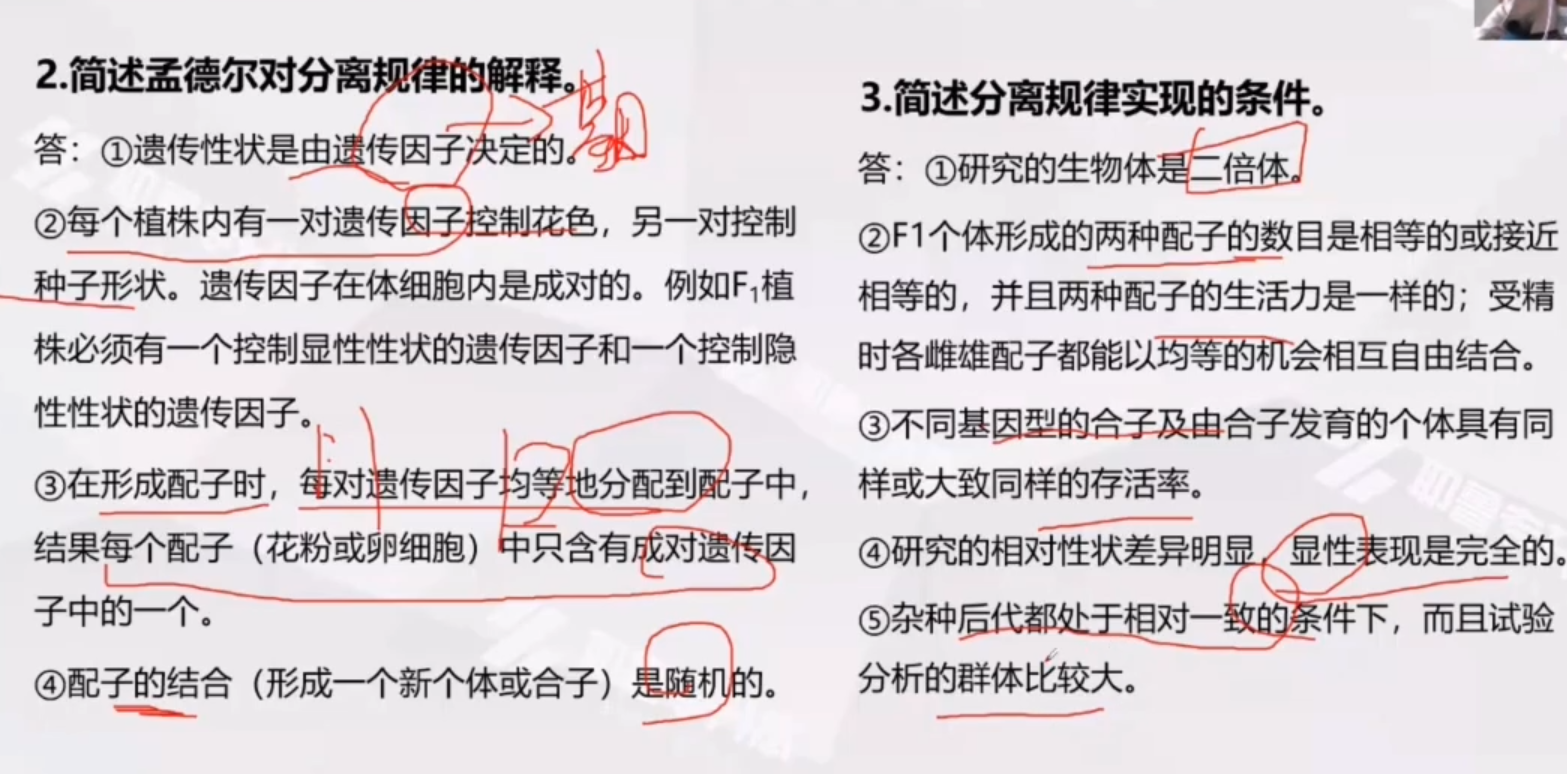 2.简述孟德尔对分离规律的解释。
答：①遗传性状是由遗传因子决定的。
②每个植株内有一对遗传因子控制花色，另一对控制
种子形状。遗传因子在体细胞内是成对的。例如F₁植
株必须有一个控制显性性状的遗传因子和一个控制隐
性性状的遗传因子。
③在形成配子时，每对遗传因子均等地分配到配子中，
结果每个配子（花粉或卵细胞）中只含有成对遗传因
子中的一个。
④配子的结合（形成一个新个体或合子）是随机的。
3.简述分离规律实现的条件。
答：①研究的生物体是二倍体。
②F1个体形成的两种配子的数目是相等的或接近
相等的，并且两种配子的生活力是一样的；受精
时各雌雄配子都能以均等的机会相互自由结合。
③不同基因型的合子及由合子发育的个体具有同
样或大致同样的存活率。
④研究的相对性状差异明显，显性表现是完全的。
⑤杂种后代都处于相对一致的条件下，而且试验
分析的群体比较大。